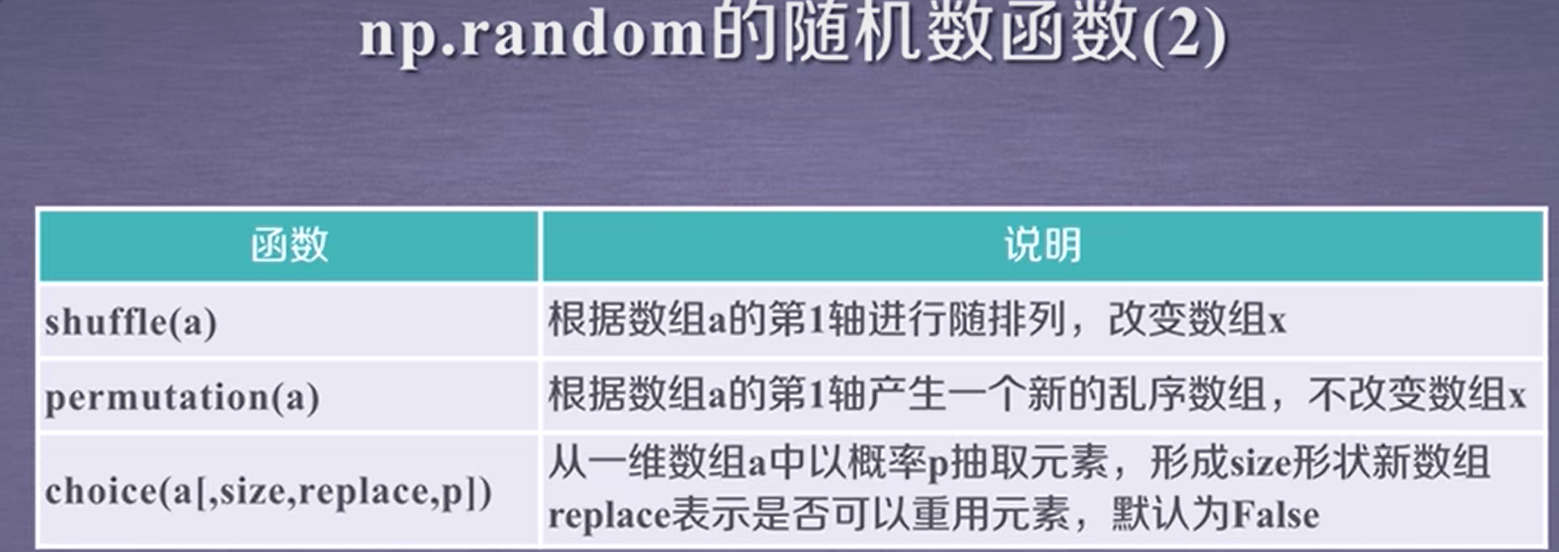 np.random的随机数函数(2)
函数 说明
shuffle(a) 根据数组a的第1轴进行随排列，改变数组x
permutation(a) 根据数组a的第1轴产生一个新的乱序数组，不改变数组x
choice(a[,size,replace,p]) 从一维数组a中以概率p抽取元素，形成size形状新数组
replace表示是否可以重用元素，默认为False